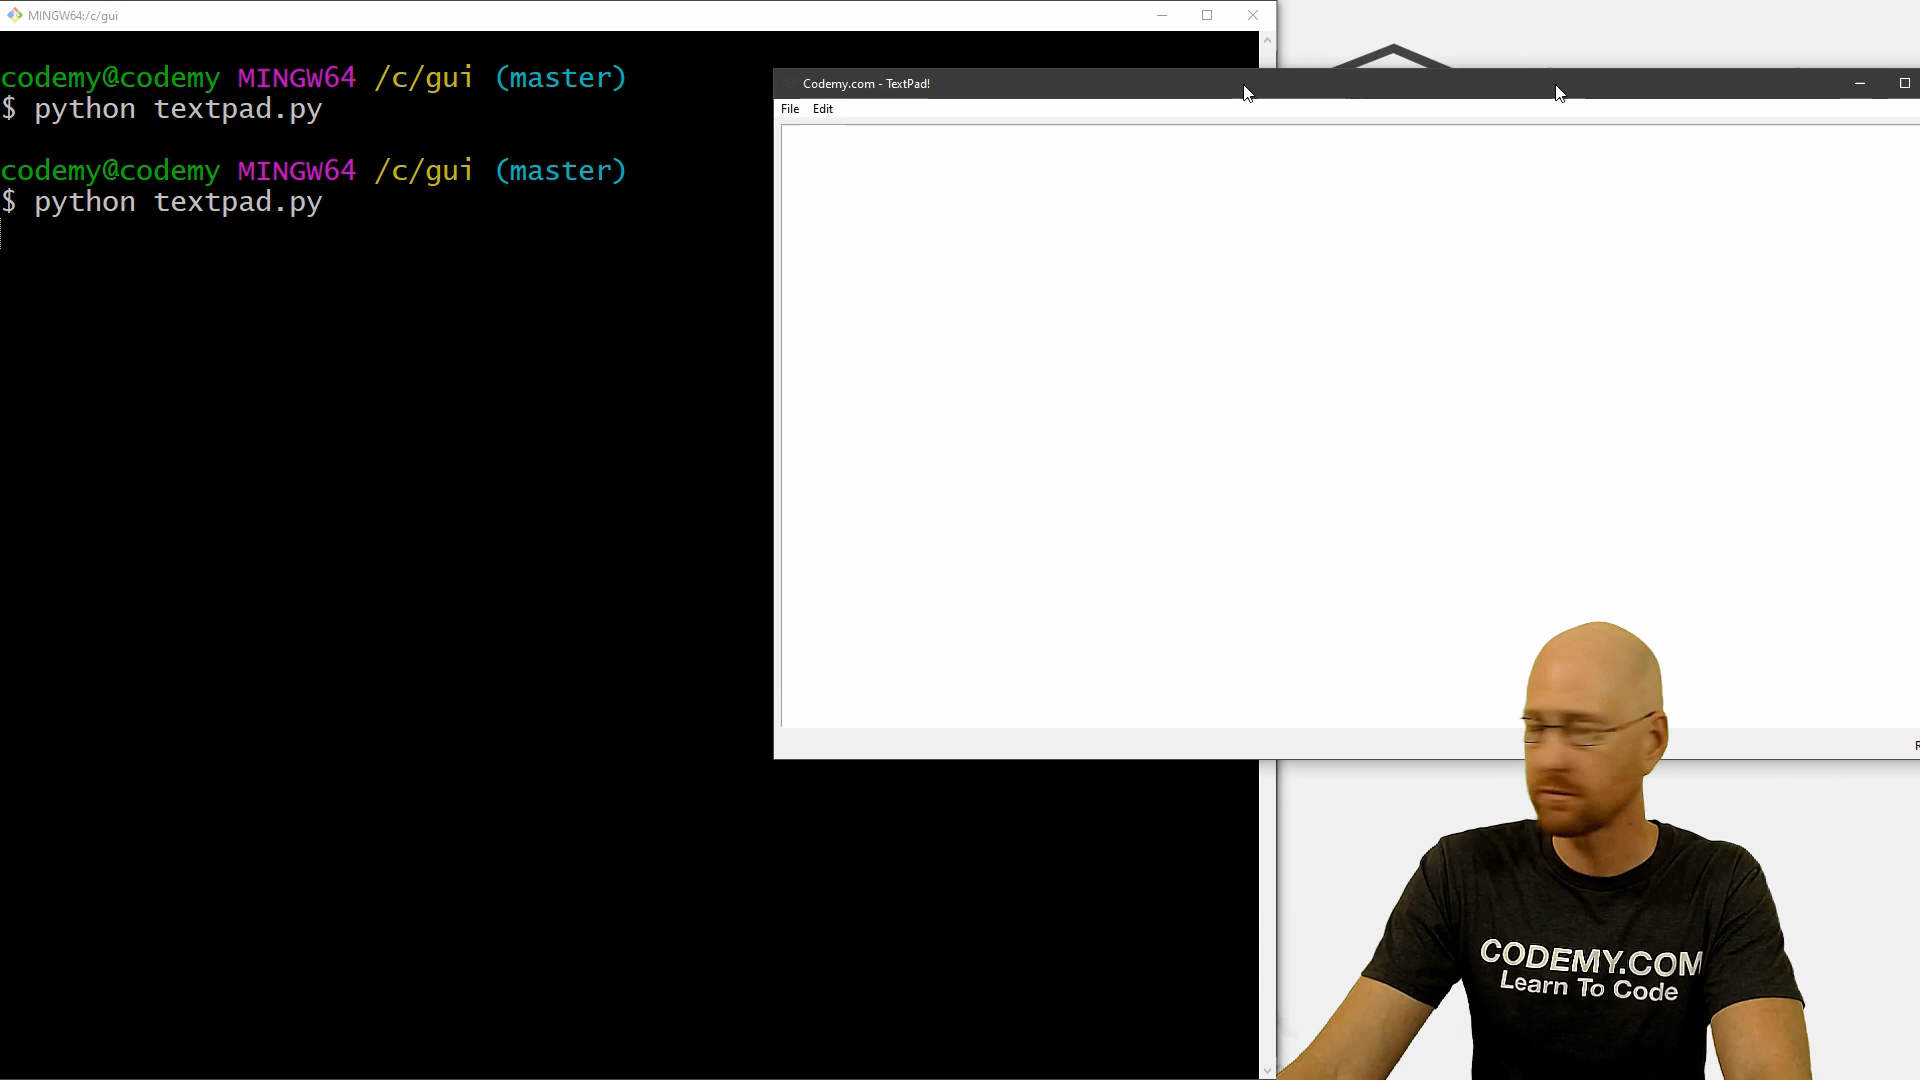 MINGW64:/c/gui
codemy@codemy MINGW64 /c/gui (master)
$ python textpad.py
codemy@codemy MINGW64 /c/gui (master)
$ python textpad.py
Codemy.com - TextPad!
File Edit
CODEMY.COM
Learn To Code